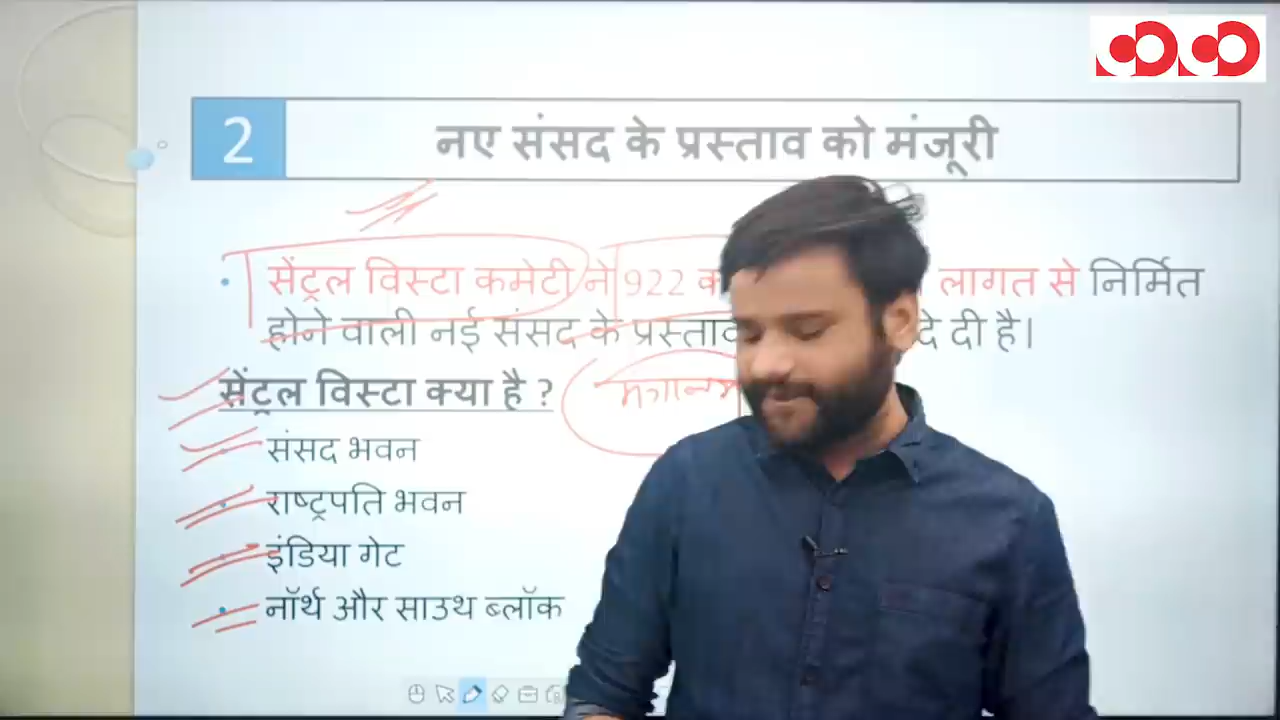 2
नए संसद के प्रस्ताव को मंजूरी
सेंट्रल विस्टा कमेटी ने 922 लागत से निर्मित
होने वाली नई संसद के प्रस्ताव दे दी है।
सेंट्रल विस्टा क्या है ?
संसद भवन
राष्ट्रपति भवन
इंडिया गेट
नॉर्थ और साउथ ब्लॉक